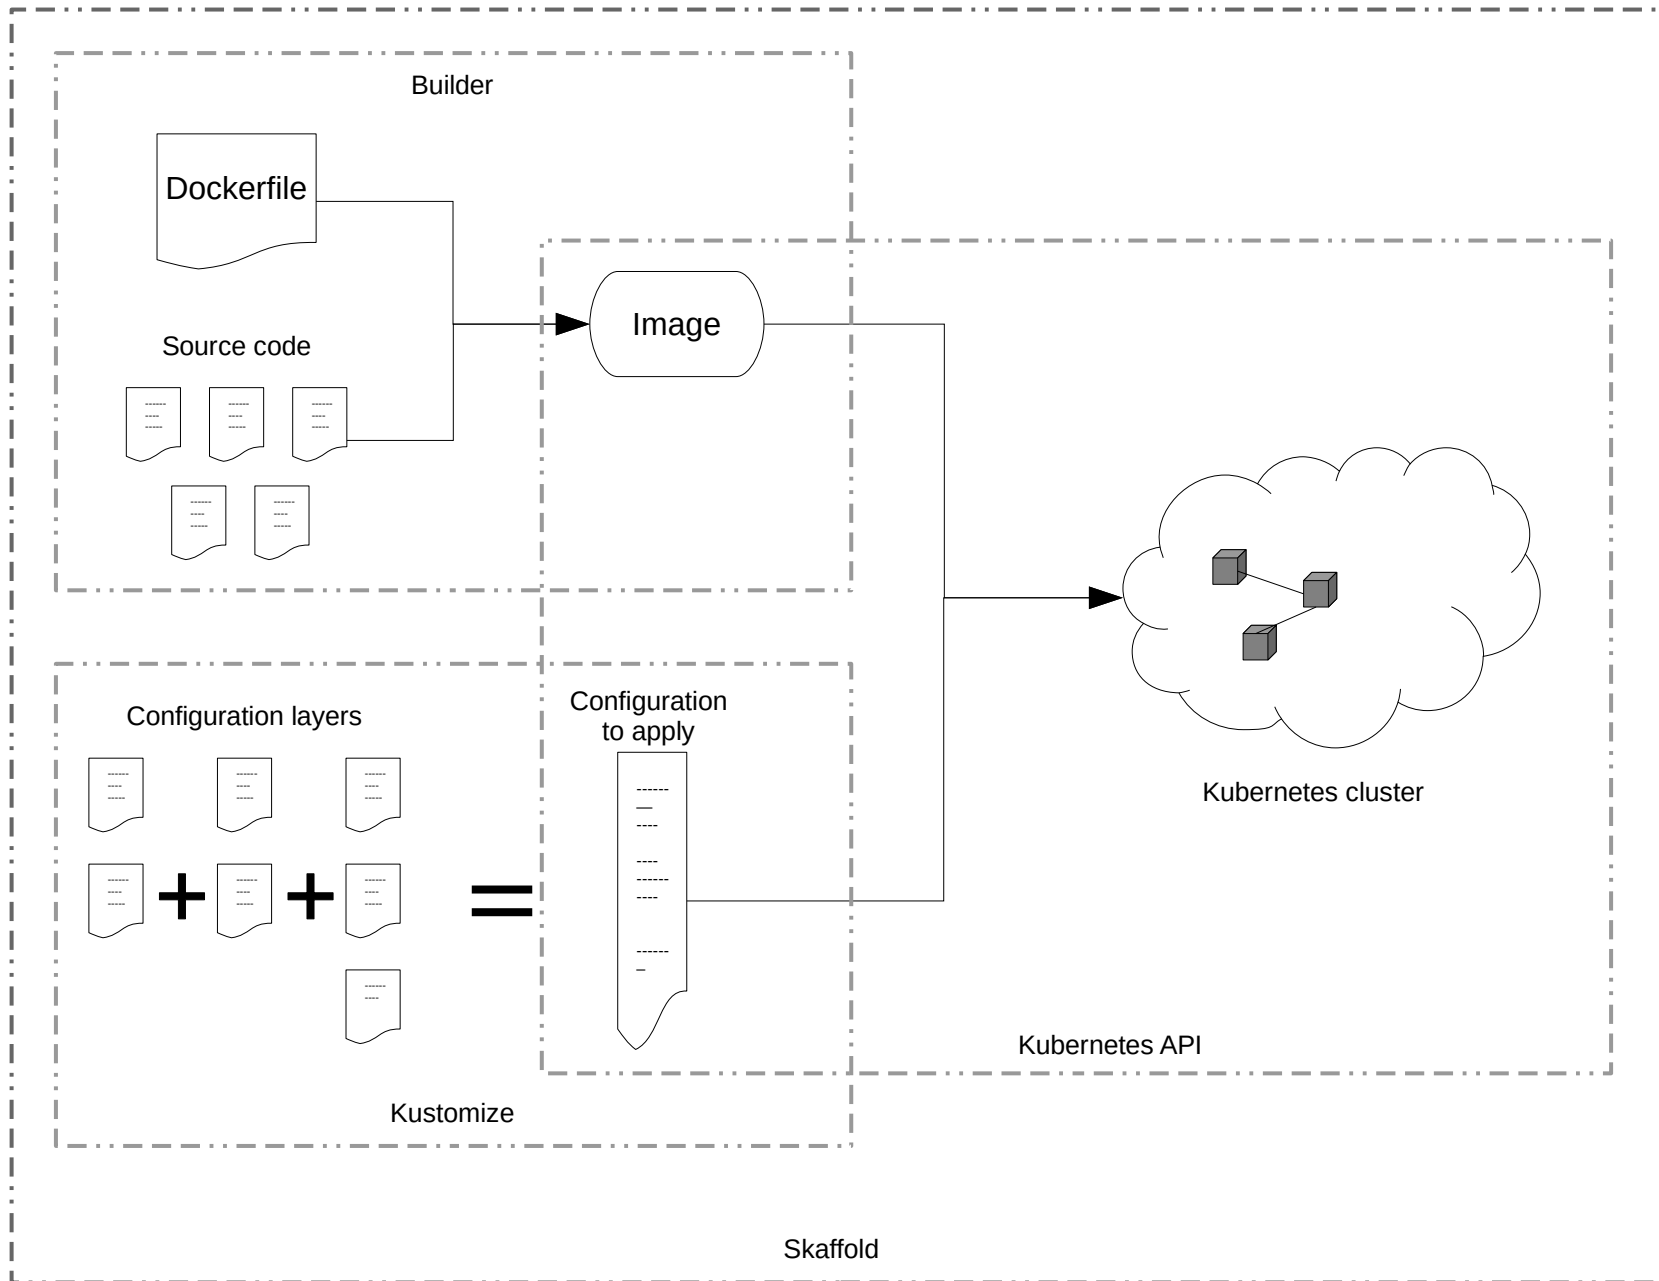 Builder
Dockerfile
Image
Source code
Configuration layers
Configuration
to apply
Kubernetes cluster
Kubernetes API
Kustomize
Skaffold